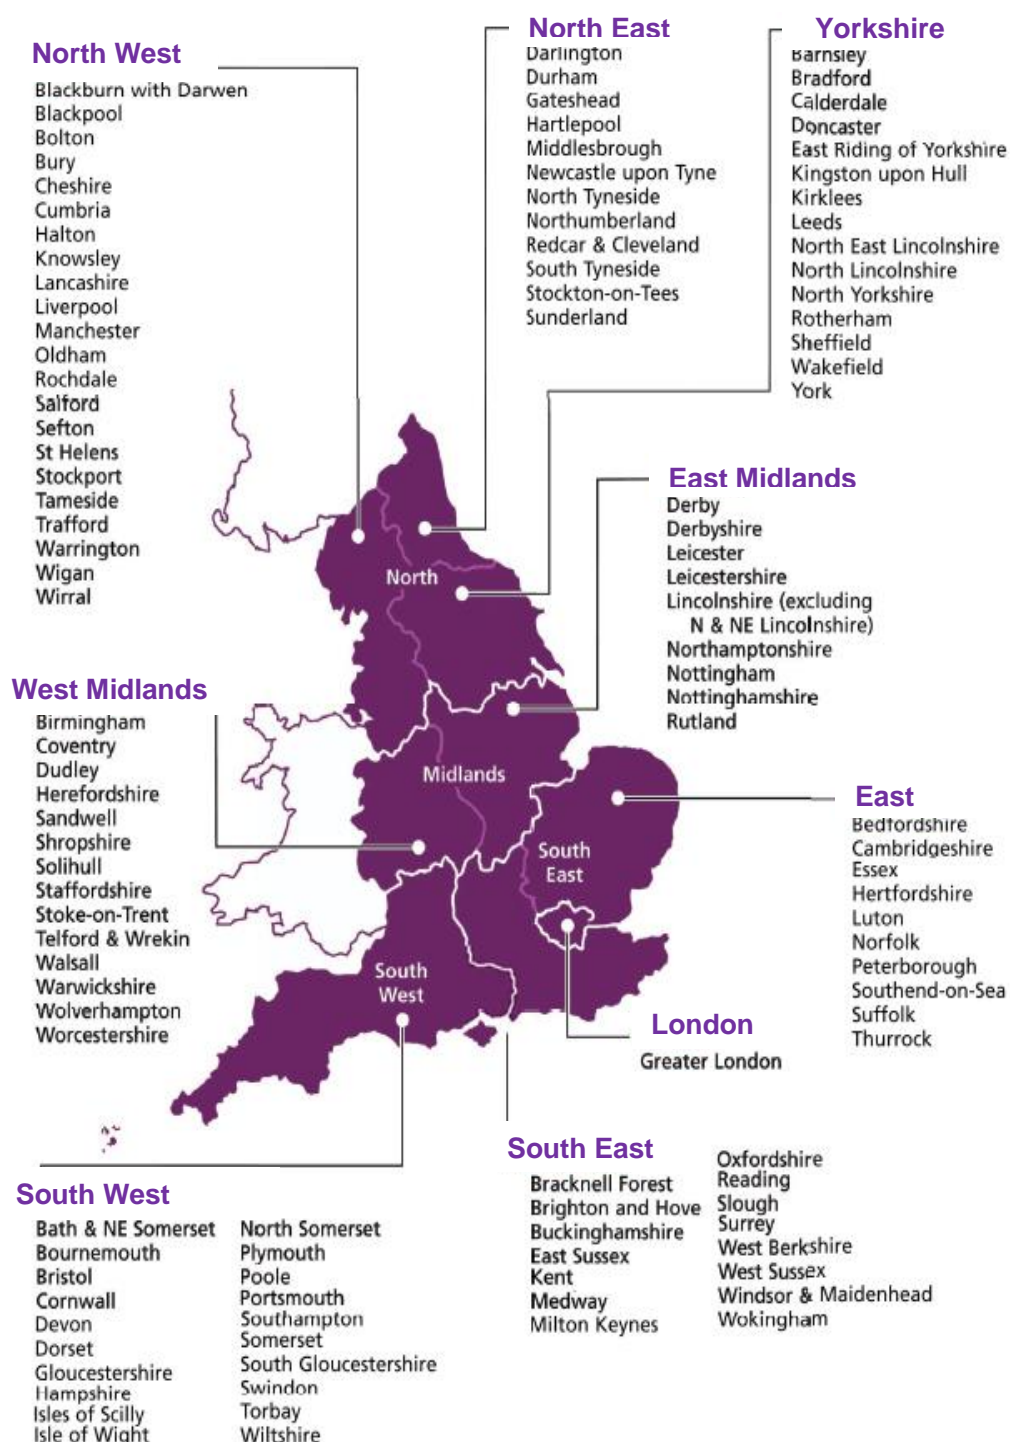 North West
Blackburn with Darwen
Blackpool
Bolton
Bury
Cheshire
Cumbria
Halton
Knowsley
Lancashire
Liverpool
Manchester
Oldham
Rochdale
Salford
Sefton
St Helens
Stockport
Tameside
Trafford
Warrington
Wigan
Wirral
North East
Darlington
Durham
Gateshead
Hartlepool
Middlesbrough
Newcastle upon Tyne
North Tyneside
Northumberland
Redcar & Cleveland
South Tyneside
Stockton-on-Tees
Sunderland
Yorkshire
Barnsley
Bradford
Calderdale
Doncaster
East Riding of Yorkshire
Kingston upon Hull
Kirklees
Leeds
North East Lincolnshire
North Lincolnshire
North Yorkshire
Rotherham
Sheffield
Wakefield
York
East Midlands
Derby
Derbyshire
Leicester
Leicestershire
Lincolnshire (excluding
N & NE Lincolnshire)
Northamptonshire
Nottingham
Nottinghamshire
Rutland
North
Midlands
South
East
South
West
West Midlands
Birmingham
Coventry
Dudley
Herefordshire
Sandwell
Shropshire
Solihull
Staffordshire
Stoke-on-Trent
Telford & Wrekin
Walsall
Warwickshire
Wolverhampton
Worcestershire
East
Bedfordshire
Cambridgeshire
Essex
Hertfordshire
Luton
Norfolk
Peterborough
Southend-on-Sea
Suffolk
Thurrock
London
Greater London
South West
Bath & NE Somerset
Bournemouth
Bristol
Cornwall
Devon
Dorset
Gloucestershire
Hampshire
Isles of Scilly
Isle of Wight
North Somerset
Plymouth
Poole
Portsmouth
Southampton
Somerset
South Gloucestershire
Swindon
Torbay
Wiltshire
South East
Bracknell Forest
Brighton and Hove
Buckinghamshire
East Sussex
Kent
Medway
Milton Keynes
Oxfordshire
Reading
Slough
Surrey
West Berkshire
West Sussex
Windsor & Maidenhead
Wokingham